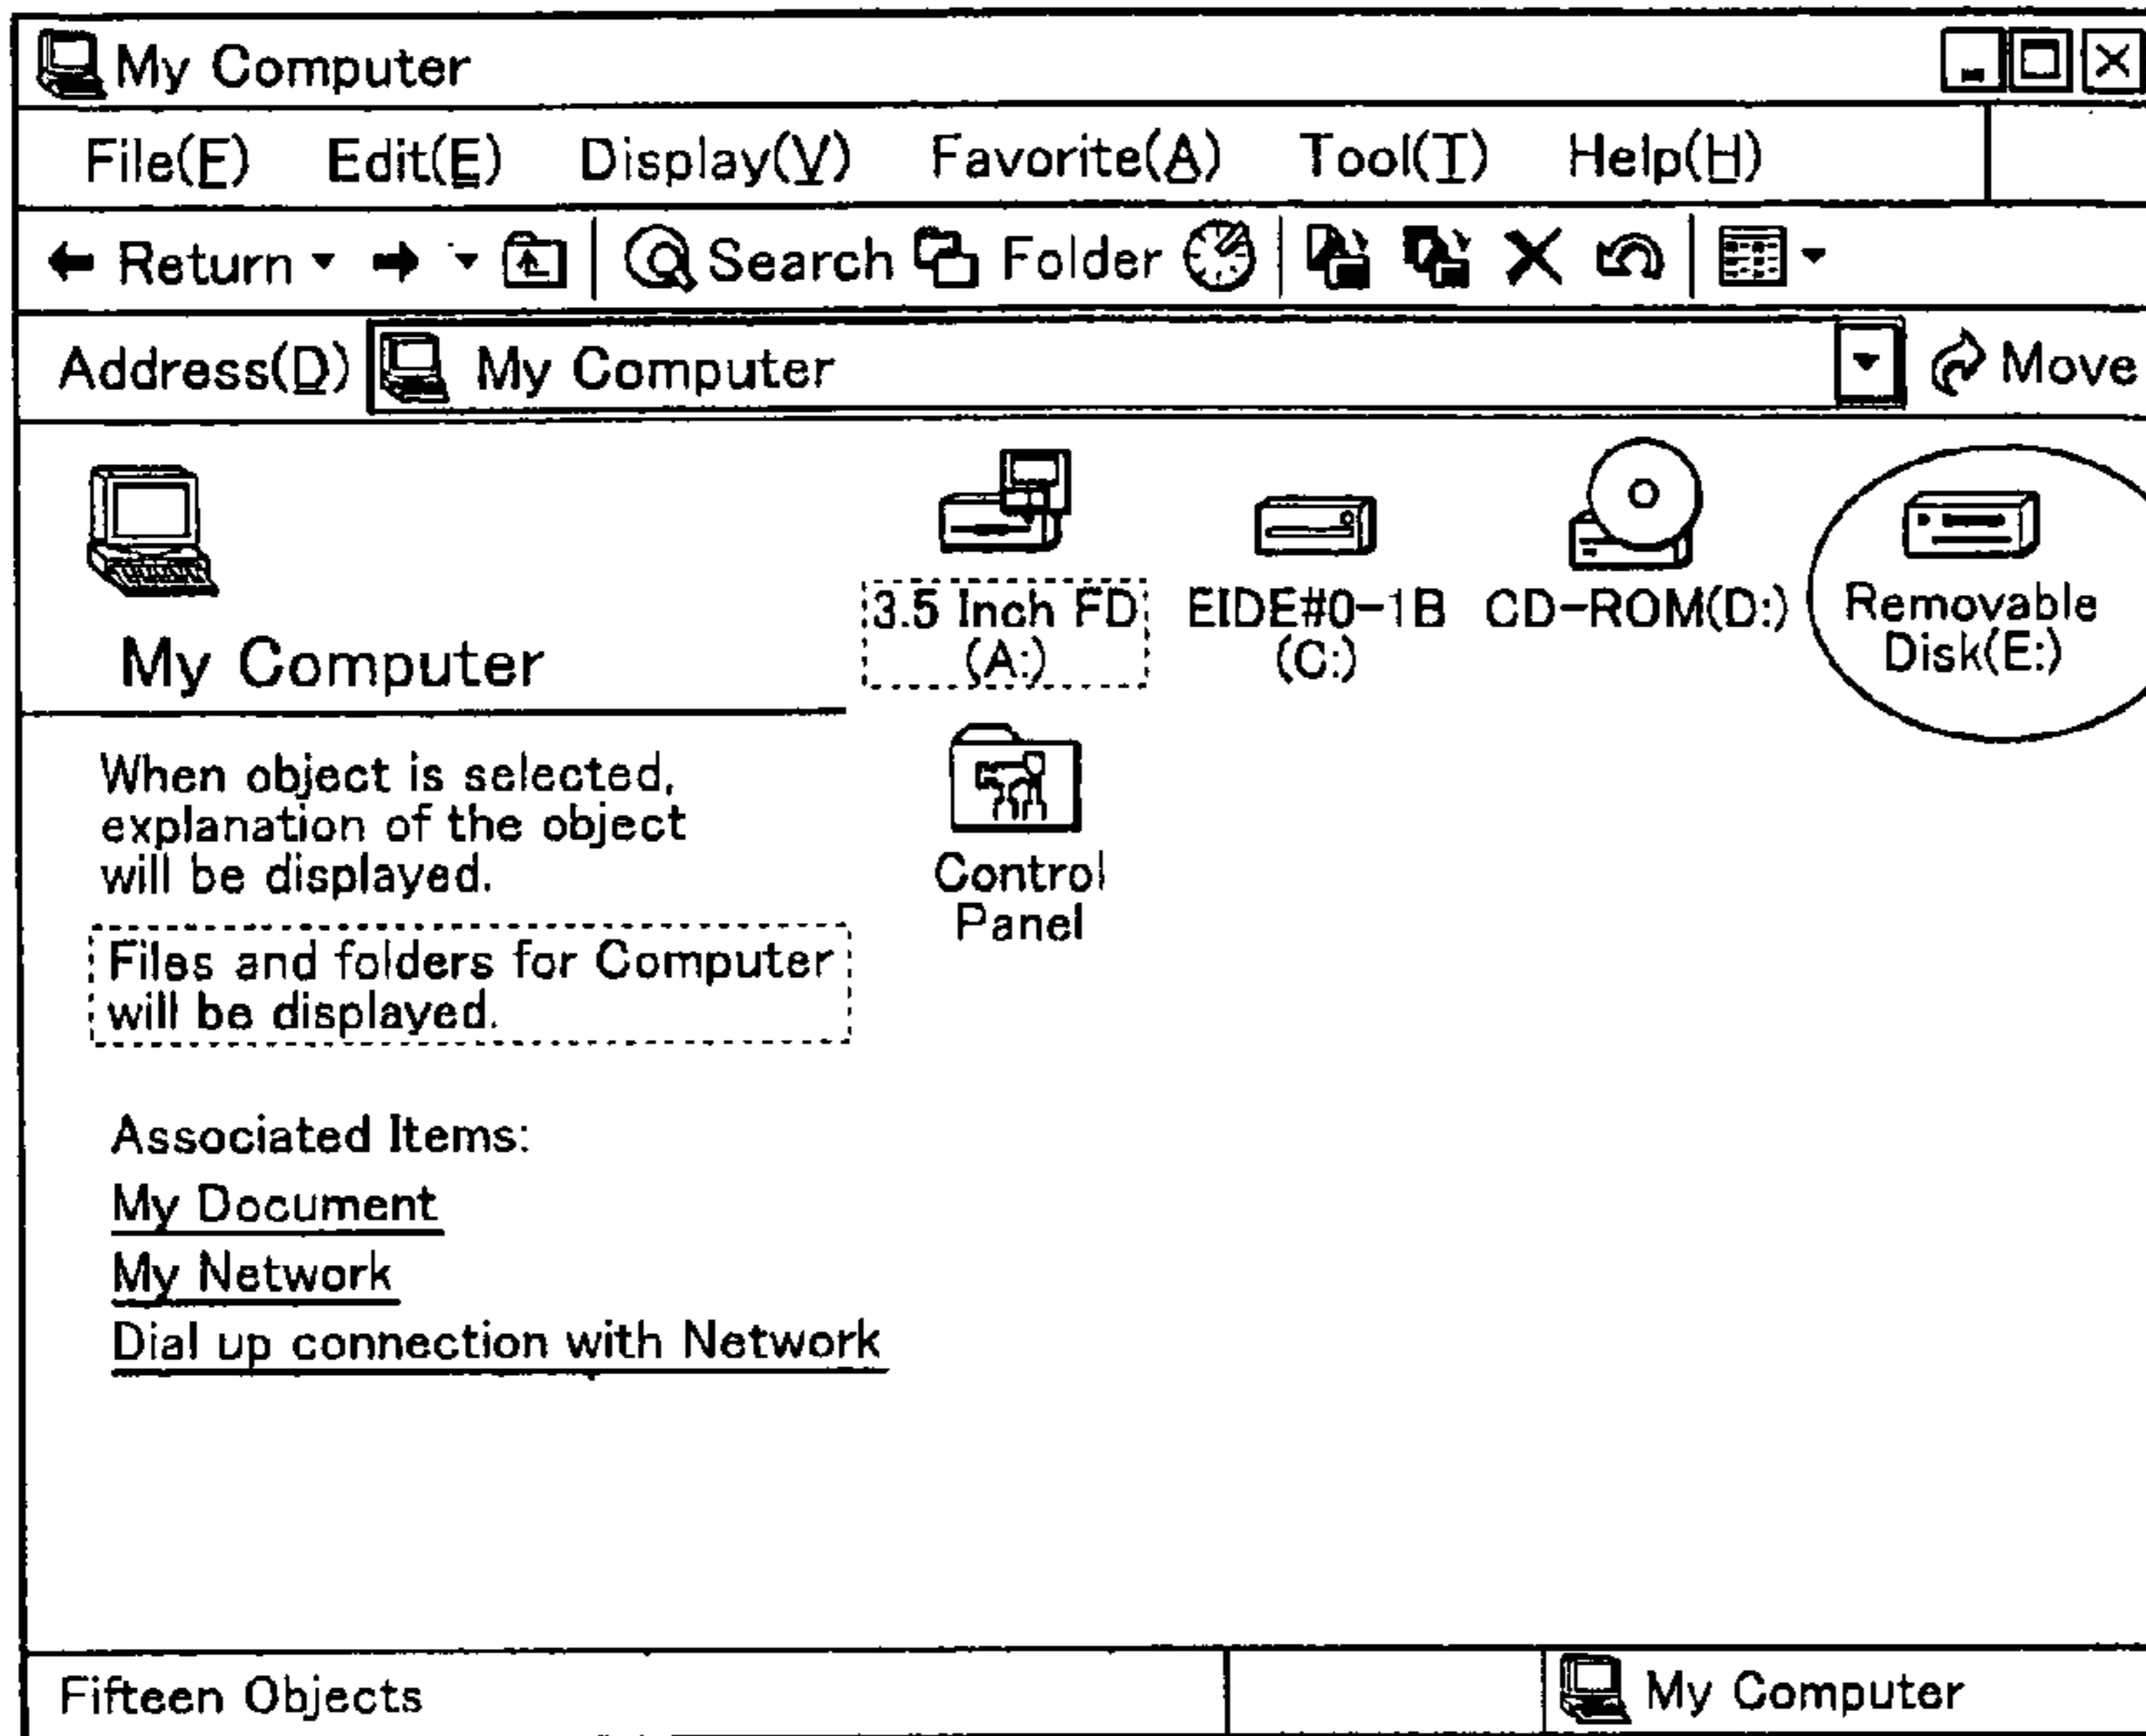 My Computer
File(F) Edit(E) Display(V) Favorite(A) Tool(T) Help(H)
Return Search Folder
Address(D) My Computer Move
3.5 Inch FD
(A:)
EIDE#0-1B
(C:)
CD-ROM(D:)
Removable
Disk(E:)
My Computer
When object is selected,
explanation of the object
will be displayed.
Control
Panel
Files and folders for Computer
will be displayed.
Associated Items:
My Document
My Network
Dial up connection with Network
Fifteen Objects
My Computer